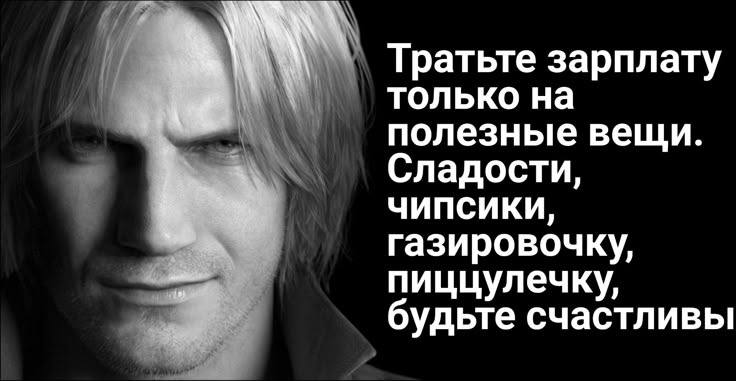 Тратьте зарплату
только на
полезные вещи.
Сладости,
чипсики,
газировочку,
пиццулечку,
будьте счастливы